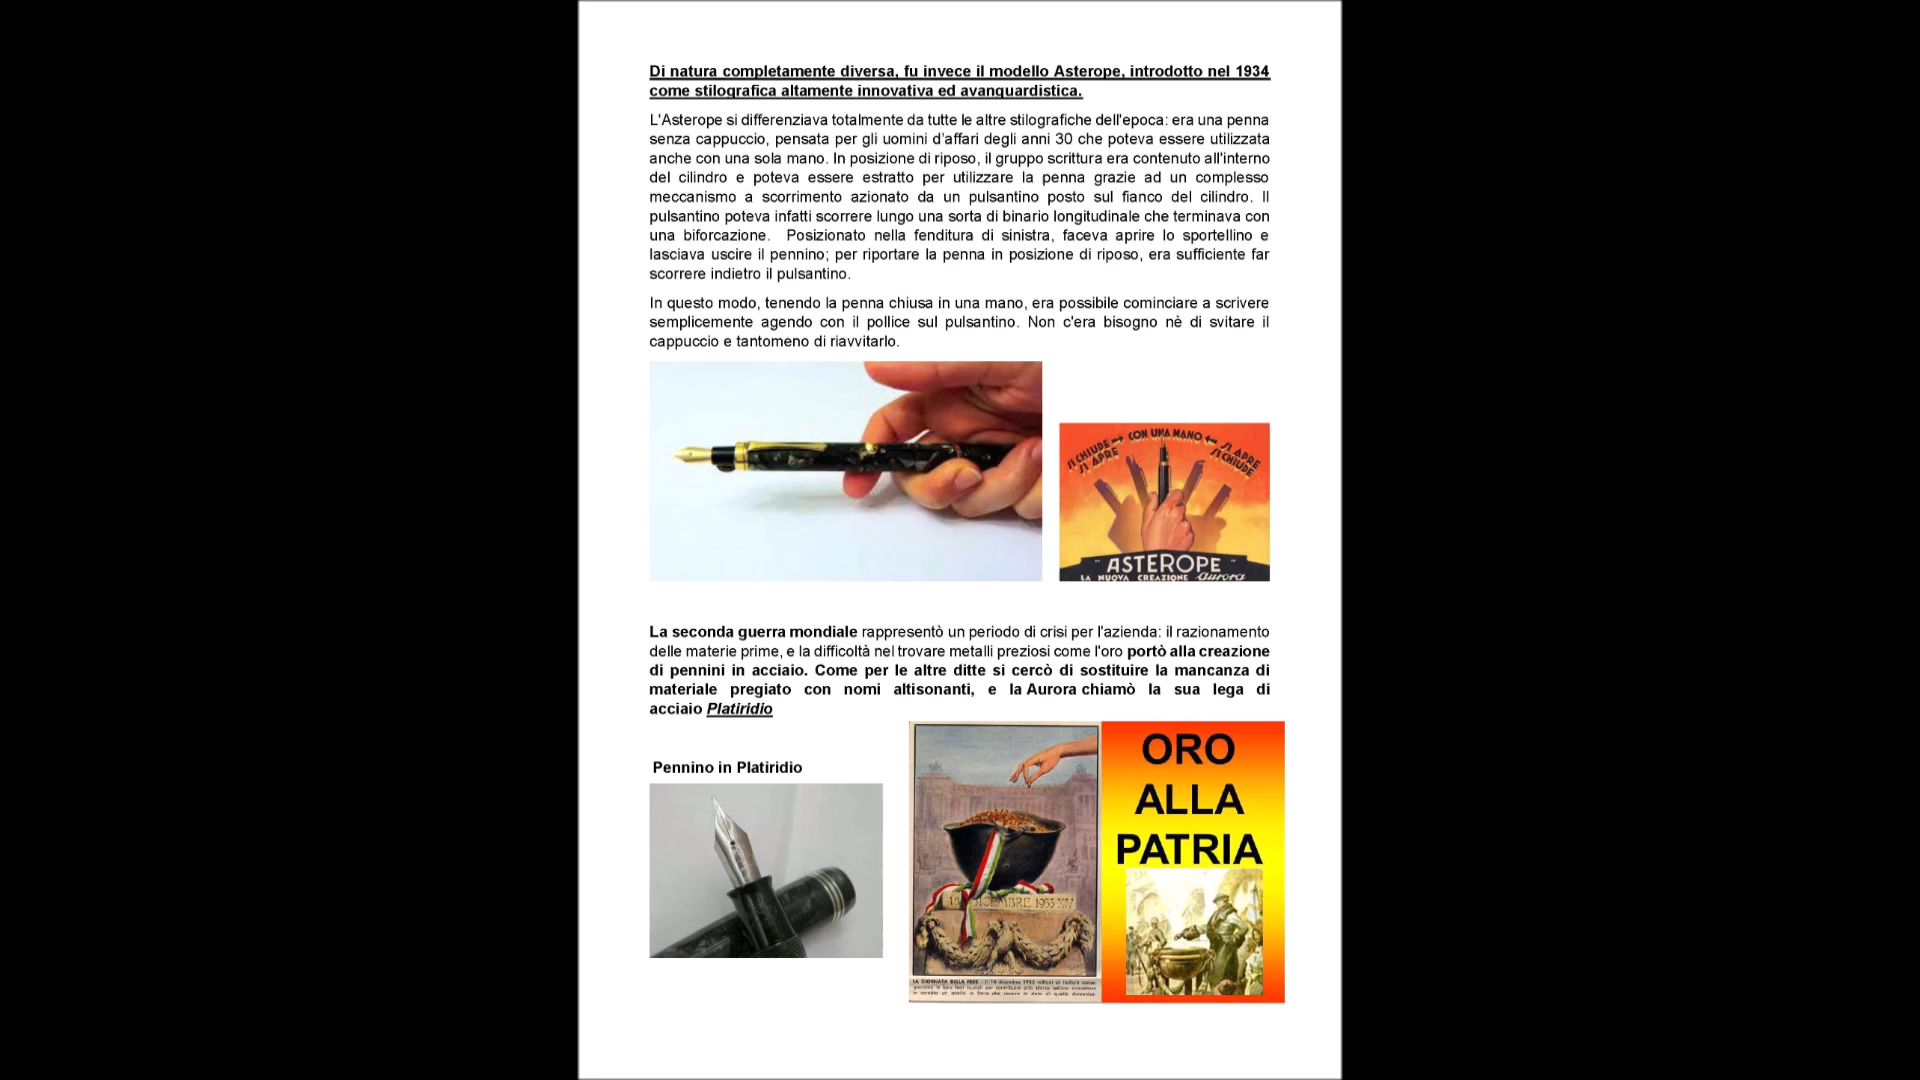 Di natura completamente diversa, fu invece il modello Asterope, introdotto nel 1934
come stilografica altamente innovativa ed avanguardistica.
L'Asterope si differenziava totalmente da tutte le altre stilografiche dell'epoca: era una penna
senza cappuccio, pensata per gli uomini d'affari degli anni 30 che poteva essere utilizzata
anche con una sola mano. In posizione di riposo, il gruppo scrittura era contenuto all'interno
del cilindro e poteva essere estratto per utilizzare la penna grazie ad un complesso
meccanismo a scorrimento azionato da un pulsantino posto sul fianco del cilindro. Il
pulsantino poteva infatti scorrere lungo una sorta di binario longitudinale che terminava con
una biforcazione. Posizionato nella fenditura di sinistra, faceva aprire lo sportellino e
lasciava uscire il pennino; per riportare la penna in posizione di riposo, era sufficiente far
scorrere indietro il pulsantino.
In questo modo, tenendo la penna chiusa in una mano, era possibile cominciare a scrivere
semplicemente agendo con il pollice sul pulsantino. Non c'era bisogno nè di svitare il
cappuccio e tantomeno di riavvitarlo.
SI CHIUDE → CON UNA MANO ← SI APRE
SI APRE SI CHIUDE
"ASTEROPE"
LA NUOVA CREAZIONE Aurora
La seconda guerra mondiale rappresentò un periodo di crisi per l'azienda: il razionamento
delle materie prime, e la difficoltà nel trovare metalli preziosi come l'oro portò alla creazione
di pennini in acciaio. Come per le altre ditte si cercò di sostituire la mancanza di
materiale pregiato con nomi altisonanti, e la Aurora chiamò la sua lega di
acciaio Platiridio
Pennino in Platiridio
DICEMBRE 1935 XIV
LA GIORNATA DELLA FEDE
ORO
ALLA
PATRIA